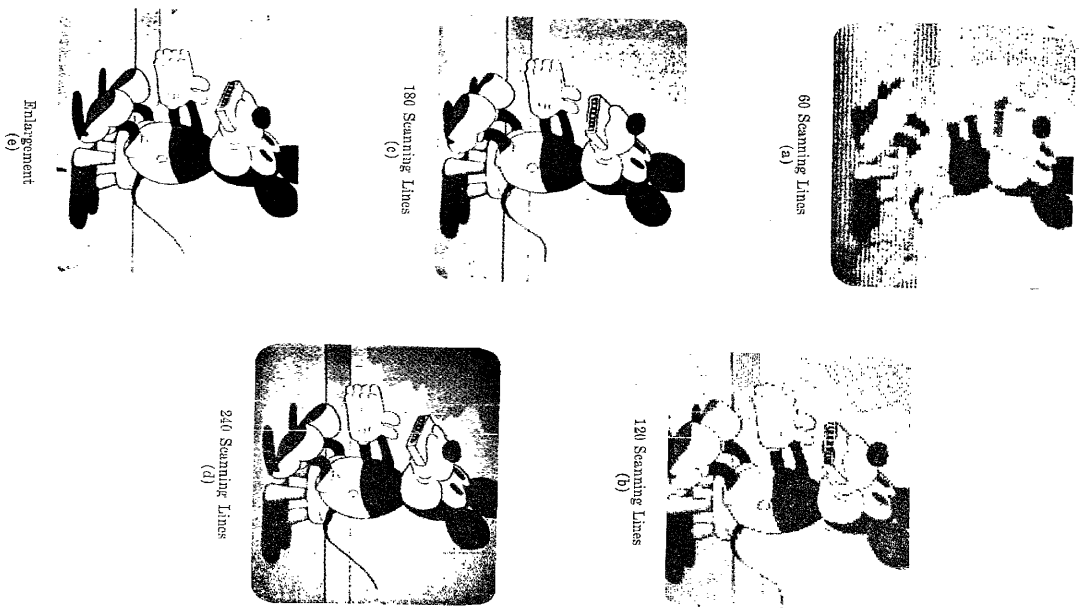 60 Scanning Lines
(a)
120 Scanning Lines
(b)
180 Scanning Lines
(c)
240 Scanning Lines
(d)
Enlargement
(e)